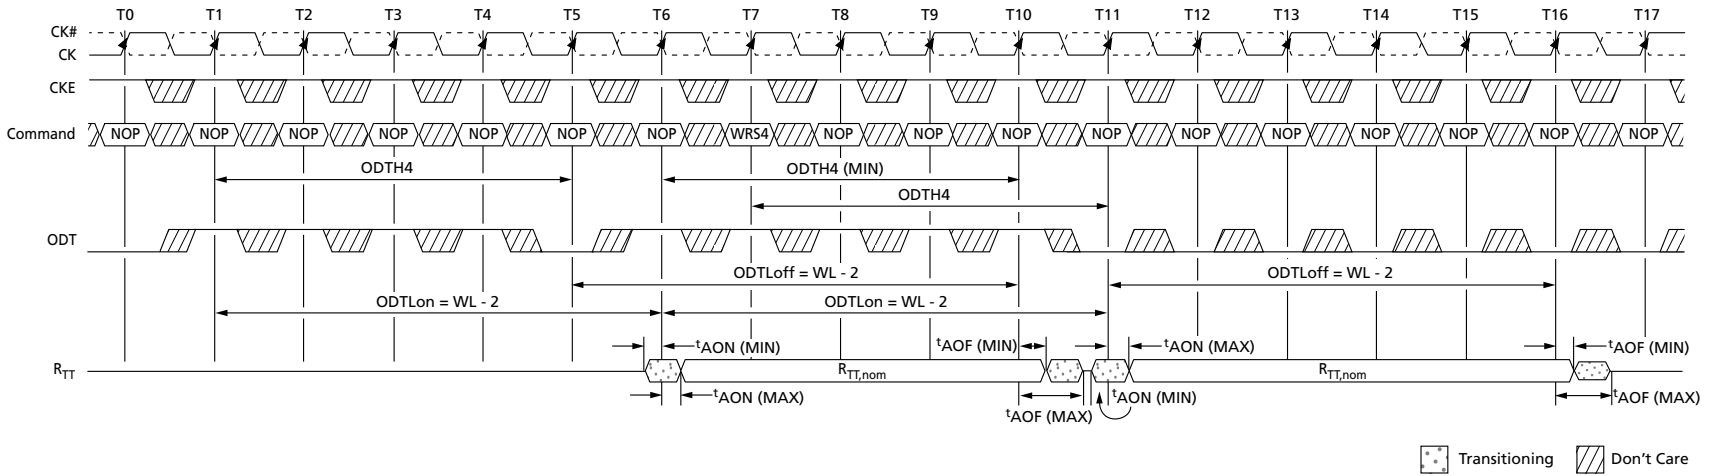 T0 T1 T2 T3 T4 T5 T6 T7 T8 T9 T10 T11 T12 T13 T14 T15 T16 T17
CK#
CK
CKE
Command NOP NOP NOP NOP NOP NOP NOP WRS4 NOP NOP NOP NOP NOP NOP NOP NOP NOP NOP
ODTH4 ODTH4 (MIN)
ODTH4
ODT
ODTLoff = WL - 2 ODTLoff = WL - 2
ODTLon = WL - 2 ODTLon = WL - 2
tAON (MIN) tAOF (MIN) tAON (MAX) tAOF (MIN)
RTT RTT,nom RTT,nom
tAON (MAX) tAON (MIN) tAOF (MAX)
tAOF (MAX)
Transitioning Don't Care